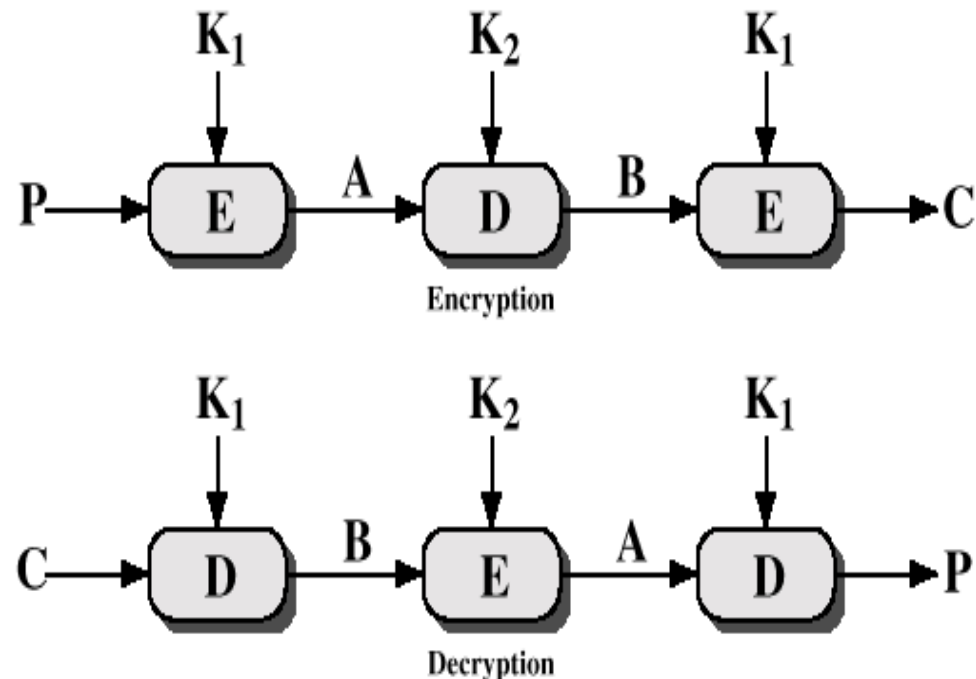 K₁ K₂ K₁
P E A D B E C
Encryption
K₁ K₂ K₁
C D B E A D P
Decryption